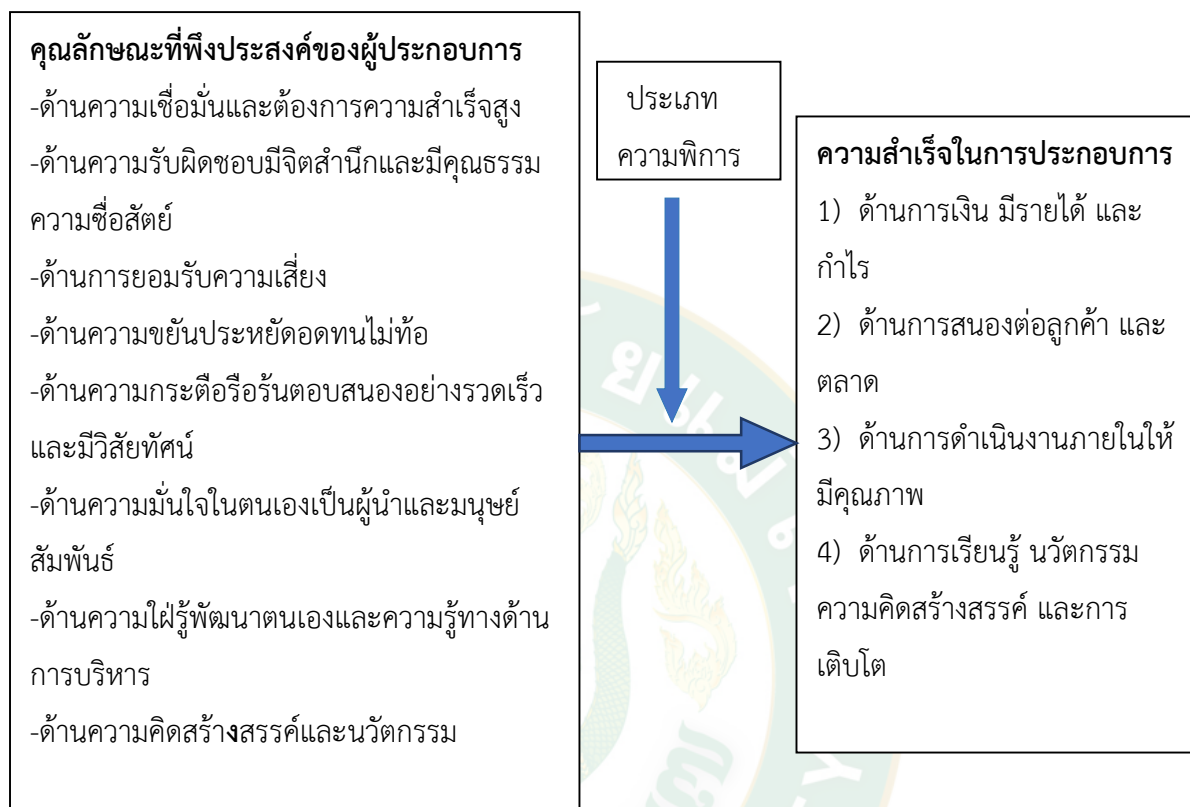 คุณลักษณะที่พึงประสงค์ของผู้ประกอบการ
-ด้านความเชื่อมั่นและต้องการความสำเร็จสูง
-ด้านความรับผิดชอบมีจิตสำนึกและมีคุณธรรม
ความซื่อสัตย์
-ด้านการยอมรับความเสี่ยง
-ด้านความขยันประหยัดอดทนไม่ท้อ
-ด้านความกระตือรือร้นตอบสนองอย่างรวดเร็ว
และมีวิสัยทัศน์
-ด้านความมั่นใจในตนเองเป็นผู้นำและมนุษย์
สัมพันธ์
-ด้านความใฝ่รู้พัฒนาตนเองและความรู้ทางด้าน
การบริหาร
-ด้านความคิดสร้างสรรค์และนวัตกรรม
ประเภท
ความพิการ
ความสำเร็จในการประกอบการ
1) ด้านการเงิน มีรายได้ และ
กำไร
2) ด้านการสนองต่อลูกค้า และ
ตลาด
3) ด้านการดำเนินงานภายในให้
มีคุณภาพ
4) ด้านการเรียนรู้ นวัตกรรม
ความคิดสร้างสรรค์ และการ
เติบโต